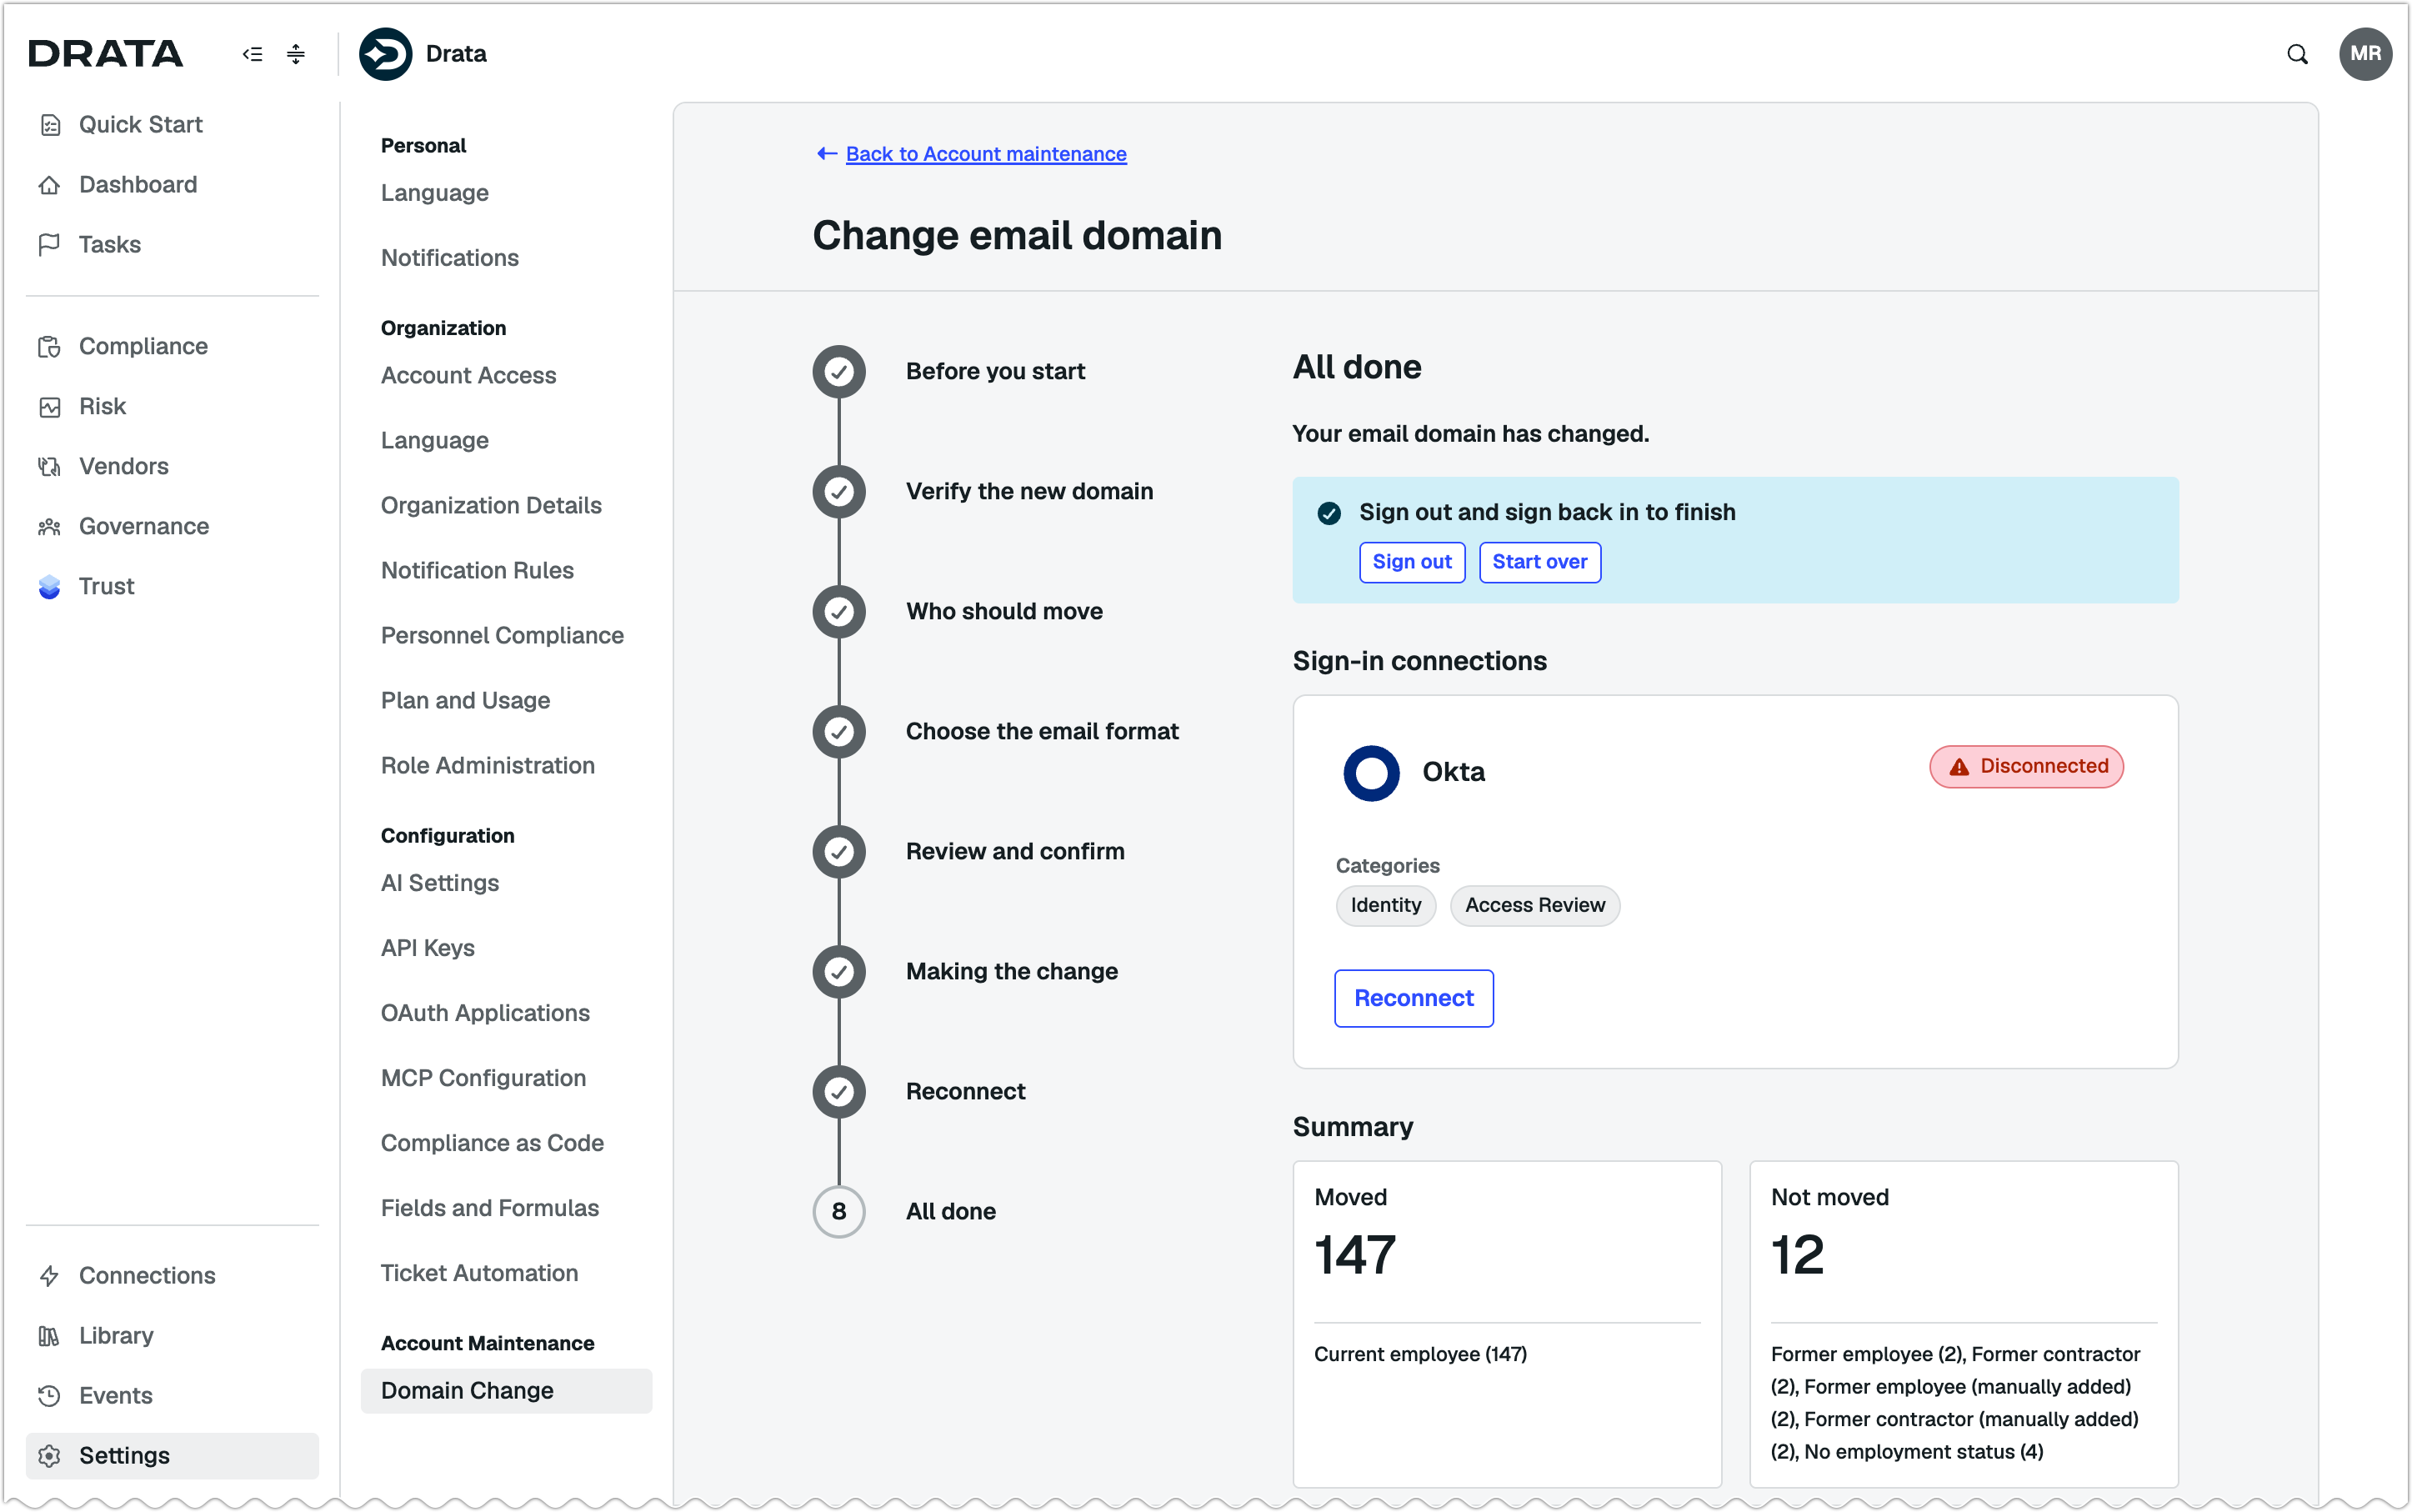 DRATA
Drata
MR
Quick Start
Dashboard
Tasks
Compliance
Risk
Vendors
Governance
Trust
Connections
Library
Events
Settings
Personal
Language
Notifications
Organization
Account Access
Language
Organization Details
Notification Rules
Personnel Compliance
Plan and Usage
Role Administration
Configuration
AI Settings
API Keys
OAuth Applications
MCP Configuration
Compliance as Code
Fields and Formulas
Ticket Automation
Account Maintenance
Domain Change
Back to Account maintenance
Change email domain
Before you start
Verify the new domain
Who should move
Choose the email format
Review and confirm
Making the change
Reconnect
8 All done
All done
Your email domain has changed.
Sign out and sign back in to finish
Sign out Start over
Sign-in connections
Okta
Disconnected
Categories
Identity Access Review
Reconnect
Summary
Moved
147
Current employee (147)
Not moved
12
Former employee (2), Former contractor
(2), Former employee (manually added)
(2), Former contractor (manually added)
(2), No employment status (4)